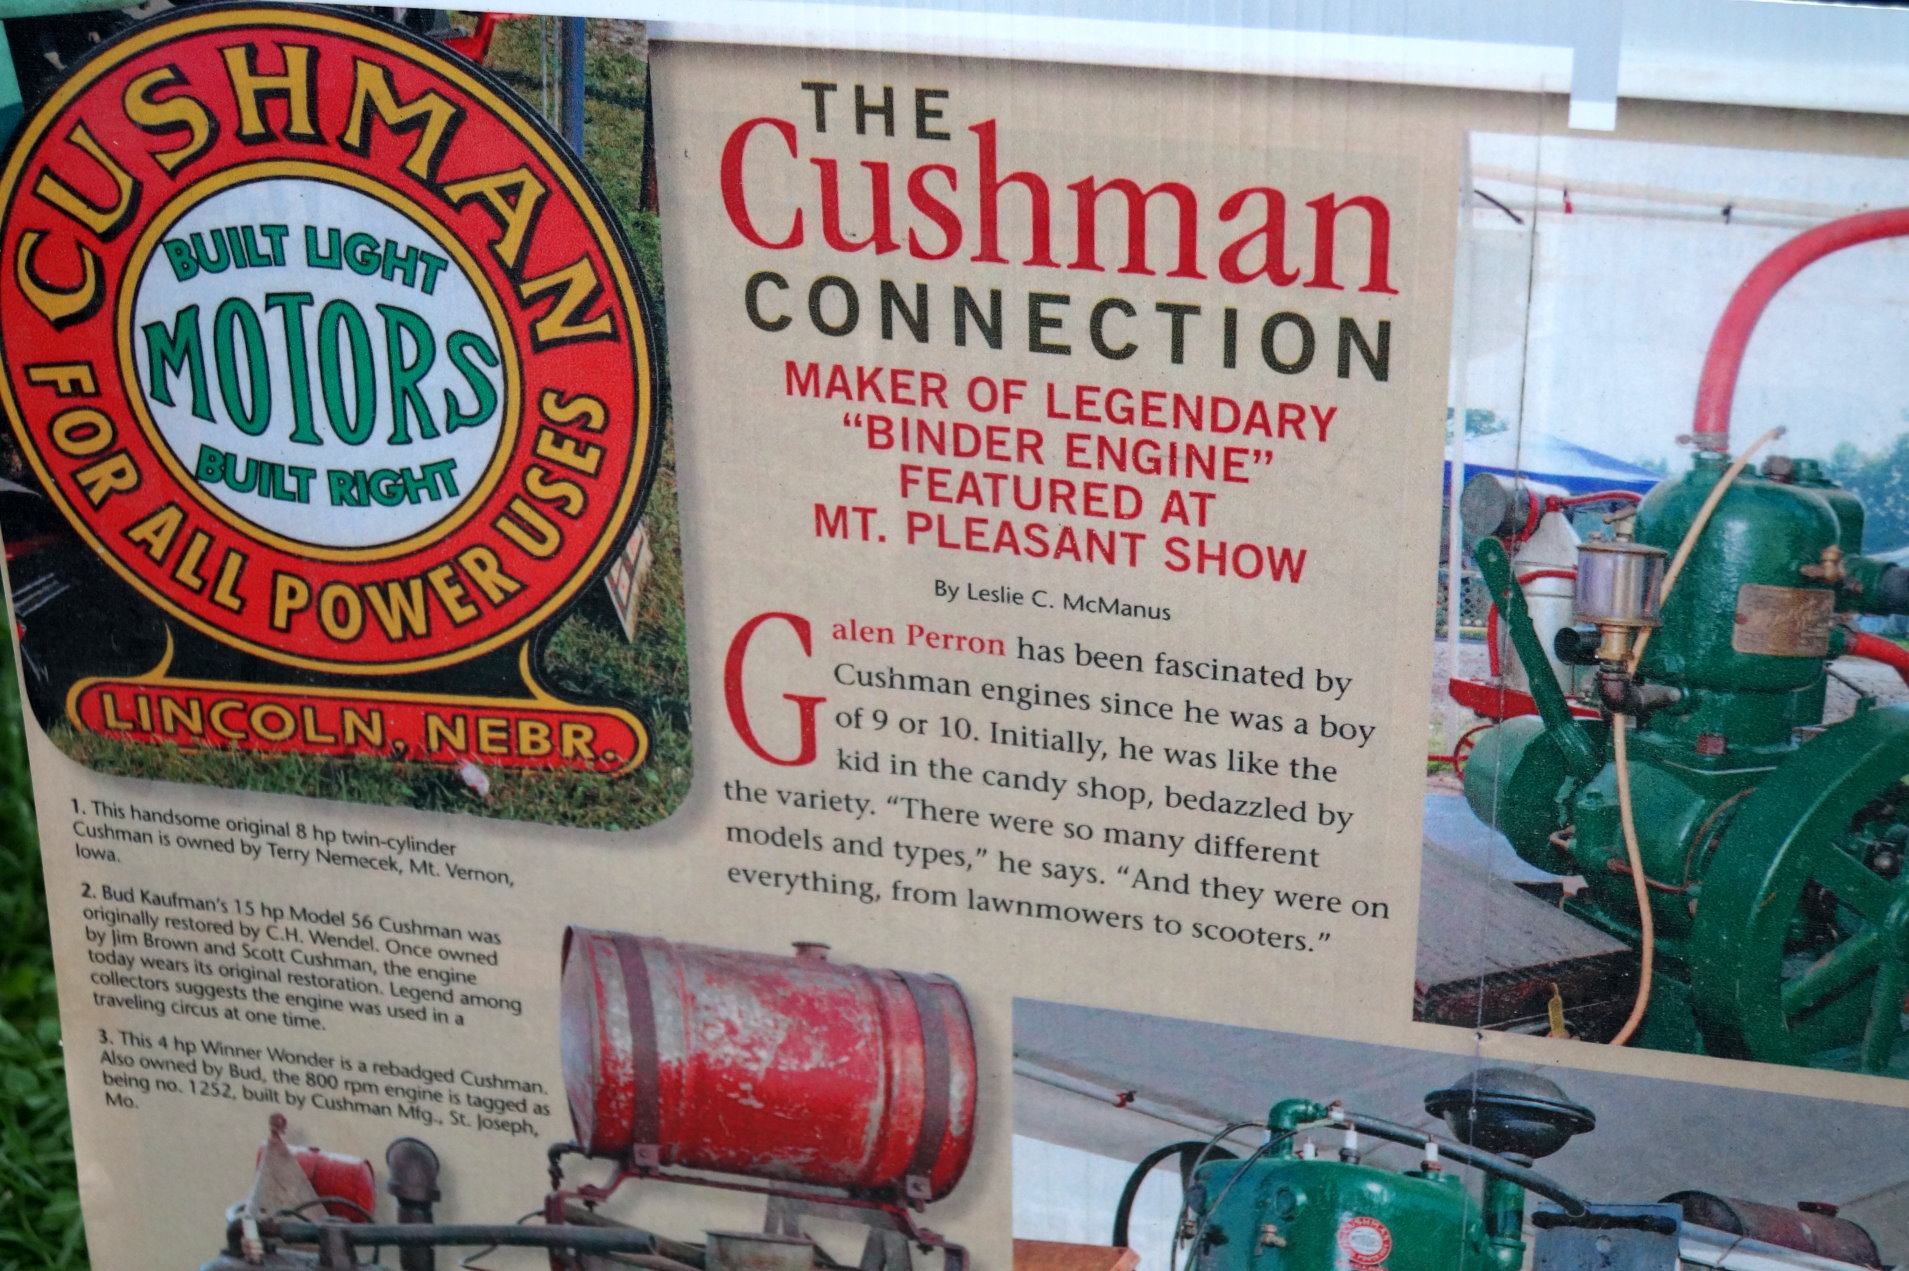 CUSHMAN
BUILT LIGHT
MOTORS
BUILT RIGHT
FOR ALL POWER USES
LINCOLN, NEBR.
THE
Cushman
CONNECTION
MAKER OF LEGENDARY
“BINDER ENGINE”
FEATURED AT
MT. PLEASANT SHOW
By Leslie C. McManus
Galen Perron has been fascinated by
Cushman engines since he was a boy
of 9 or 10. Initially, he was like the
kid in the candy shop, bedazzled by
the variety. “There were so many different
models and types,” he says. “And they were on
everything, from lawnmowers to scooters.”
1. This handsome original 8 hp twin-cylinder
Cushman is owned by Terry Nemecek, Mt. Vernon,
Iowa.
2. Bud Kaufman’s 15 hp Model 56 Cushman was
originally restored by C.H. Wendel. Once owned
by Jim Brown and Scott Cushman, the engine
today wears its original restoration. Legend among
collectors suggests the engine was used in a
traveling circus at one time.
3. This 4 hp Winner Wonder is a rebadged Cushman.
Also owned by Bud, the 800 rpm engine is tagged as
being no. 1252, built by Cushman Mfg., St. Joseph,
Mo.
CUSHMAN